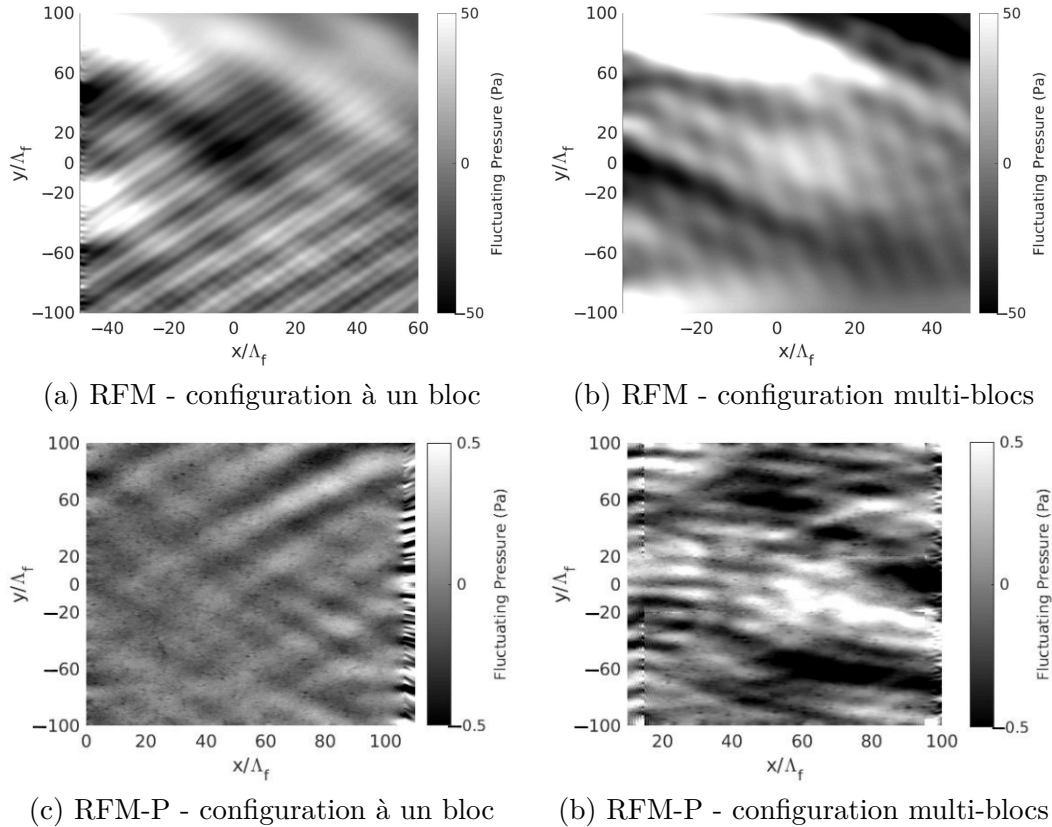 100
60
20
0
−20
−60
−100
y/Λf
−40 −20 0 20 40 60
x/Λf
50
0
−50
Fluctuating Pressure (Pa)
100
60
20
0
−20
−60
−100
y/Λf
−20 0 20 40
x/Λf
50
0
−50
Fluctuating Pressure (Pa)
(a) RFM - configuration à un bloc
(b) RFM - configuration multi-blocs
100
60
20
0
−20
−60
−100
y/Λf
0 20 40 60 80 100
x/Λf
0.5
0
−0.5
Fluctuating Pressure (Pa)
100
60
20
0
−20
−60
−100
y/Λf
20 40 60 80 100
x/Λf
0.5
0
−0.5
Fluctuating Pressure (Pa)
(c) RFM-P - configuration à un bloc
(b) RFM-P - configuration multi-blocs